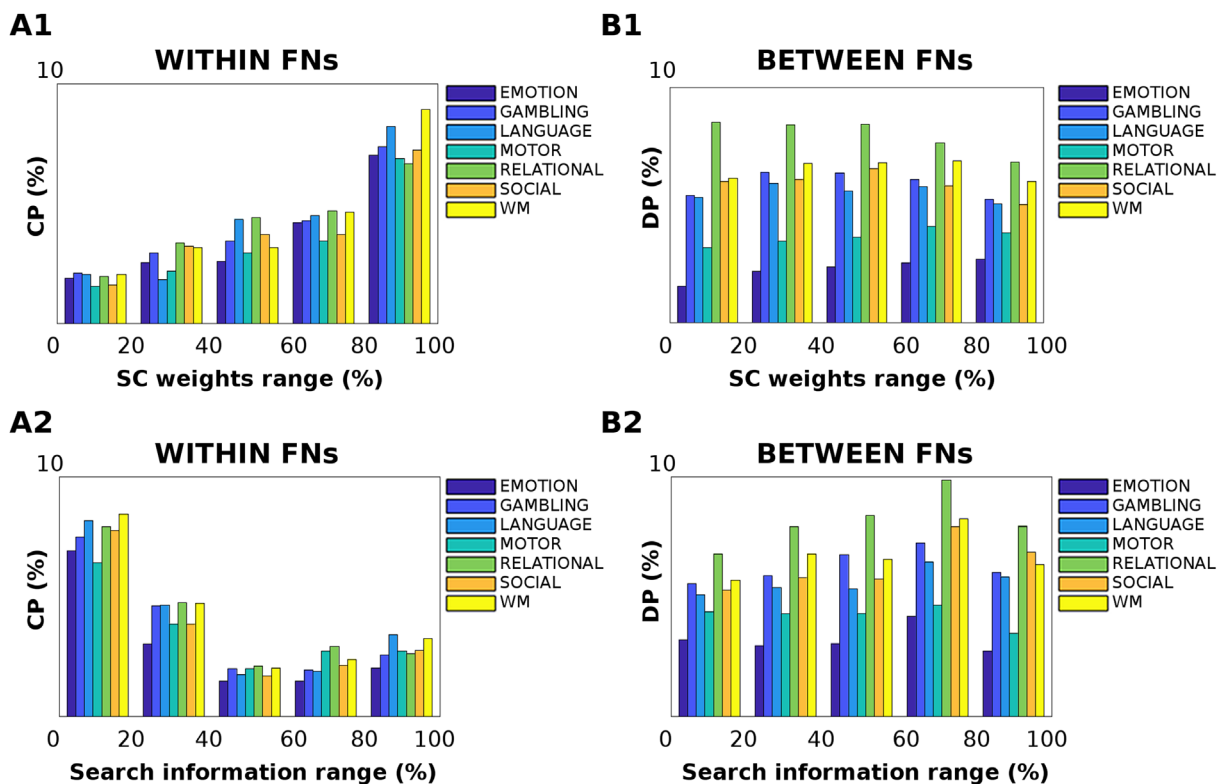 A1
WITHIN FNs
10
CP (%)
EMOTION
GAMBLING
LANGUAGE
MOTOR
RELATIONAL
SOCIAL
WM
0 20 40 60 80 100
SC weights range (%)
B1
BETWEEN FNs
10
DP (%)
EMOTION
GAMBLING
LANGUAGE
MOTOR
RELATIONAL
SOCIAL
WM
0 20 40 60 80 100
SC weights range (%)
A2
WITHIN FNs
10
CP (%)
EMOTION
GAMBLING
LANGUAGE
MOTOR
RELATIONAL
SOCIAL
WM
0 20 40 60 80 100
Search information range (%)
B2
BETWEEN FNs
10
DP (%)
EMOTION
GAMBLING
LANGUAGE
MOTOR
RELATIONAL
SOCIAL
WM
0 20 40 60 80 100
Search information range (%)